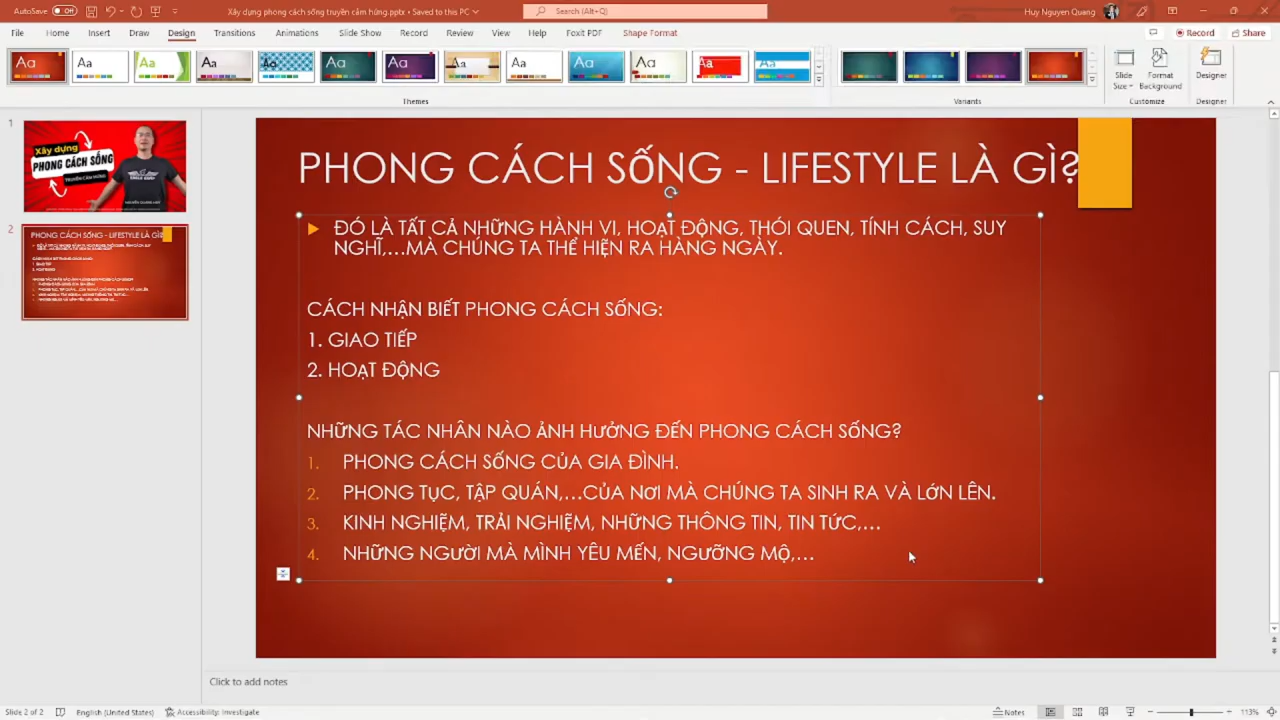 AutoSave Off
Xây dựng phong cách sống truyền cảm hứng.pptx • Saved to this PC
Search (Alt+Q)
Huy Nguyen Quang
File Home Insert Draw Design Transitions Animations Slide Show Record Review View Help Foxit PDF Shape Format
Record Share
Aa Aa Aa Aa Aa Aa Aa Aa Aa Aa Aa Aa Aa
Slide Size
Format Background
Designer
Themes
Variants
Customize
Designer
1
Xây dựng
PHONG CÁCH SỐNG
TRUYỀN CẢM HỨNG
2
PHONG CÁCH SỐNG - LIFESTYLE LÀ GÌ?
ĐÓ LÀ TẤT CẢ NHỮNG HÀNH VI, HOẠT ĐỘNG, THÓI QUEN, TÍNH CÁCH, SUY
NGHĨ,...MÀ CHÚNG TA THỂ HIỆN RA HÀNG NGÀY.
CÁCH NHẬN BIẾT PHONG CÁCH SỐNG:
1. GIAO TIẾP
2. HOẠT ĐỘNG
NHỮNG TÁC NHÂN NÀO ẢNH HƯỞNG ĐẾN PHONG CÁCH SỐNG?
1. PHONG CÁCH SỐNG CỦA GIA ĐÌNH.
2. PHONG TỤC, TẬP QUÁN,...CỦA NƠI MÀ CHÚNG TA SINH RA VÀ LỚN LÊN.
3. KINH NGHIỆM, TRẢI NGHIỆM, NHỮNG THÔNG TIN, TIN TỨC,...
4. NHỮNG NGƯỜI MÀ MÌNH YÊU MẾN, NGƯỠNG MỘ,...
Click to add notes
Slide 2 of 2
English (United States)
Accessibility: Investigate
Notes
113%